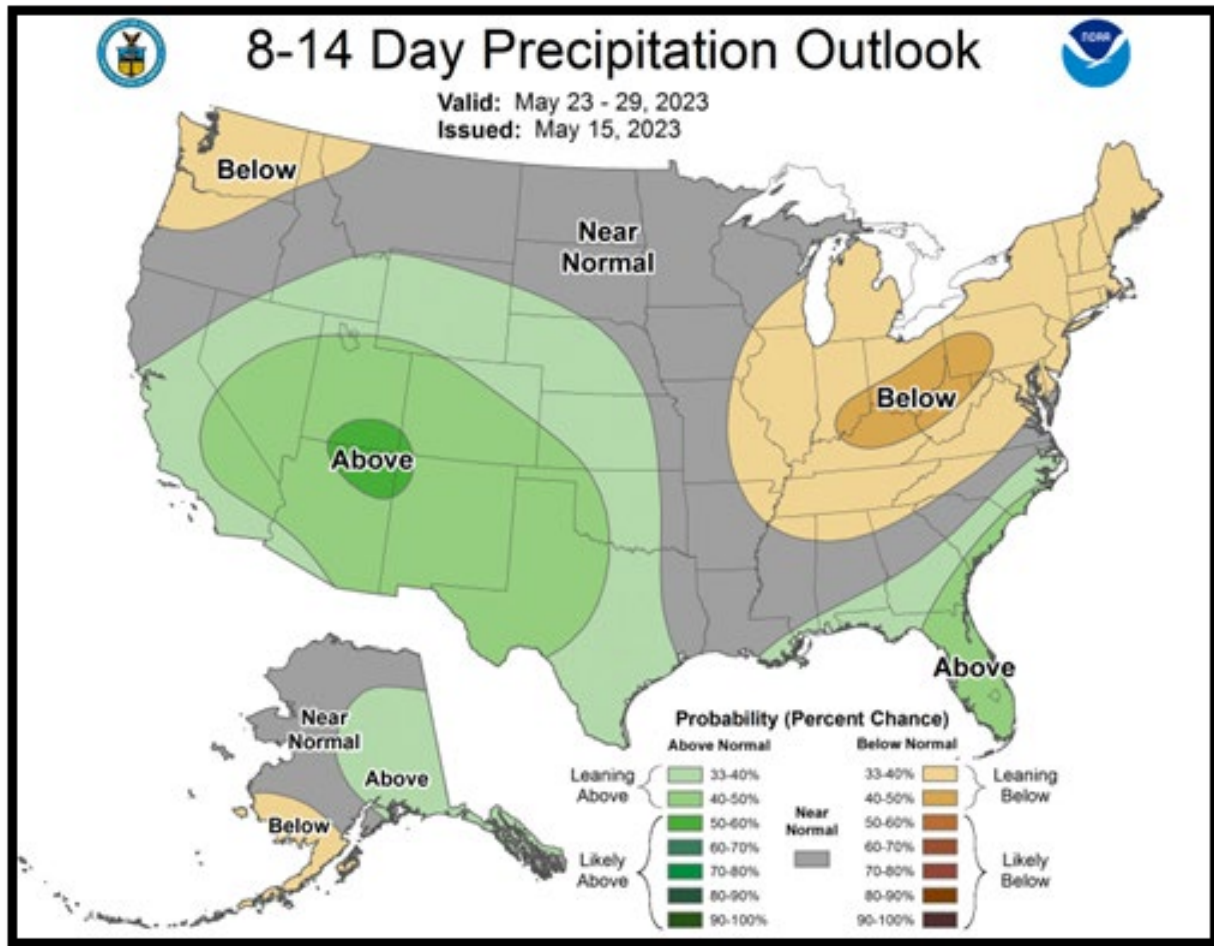 8-14 Day Precipitation Outlook
NOAA
Valid: May 23 - 29, 2023
Issued: May 15, 2023
Below
Near
Normal
Below
Above
Above
Near
Normal
Above
Below
Probability (Percent Chance)
Above Normal
Below Normal
Leaning
Above
33-40%
40-50%
Likely
Above
50-60%
60-70%
70-80%
80-90%
90-100%
Near
Normal
33-40%
40-50%
Leaning
Below
50-60%
60-70%
70-80%
80-90%
90-100%
Likely
Below